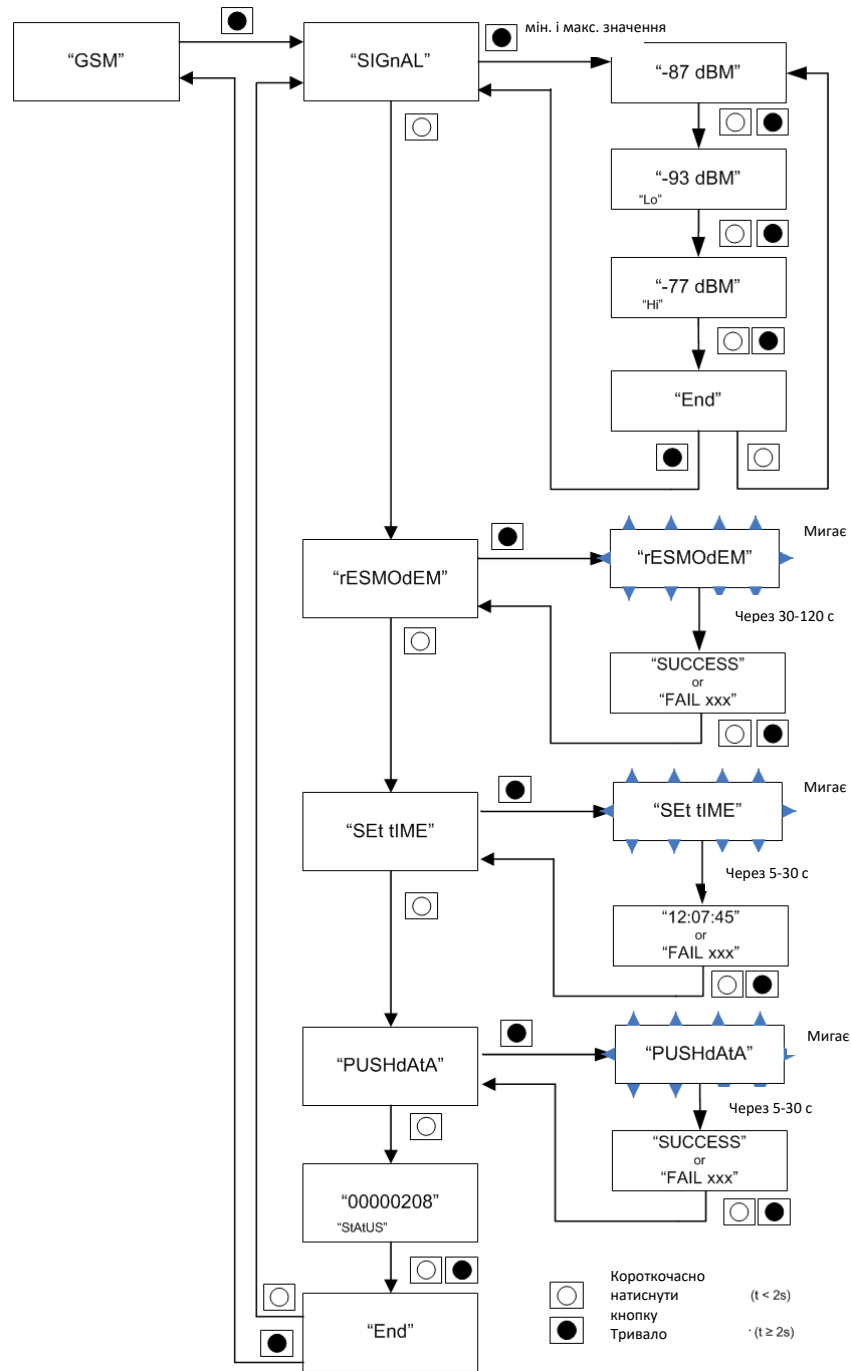 “GSM”
“SIGnAL”
мін. і макс. значення
“-87 dBM”
“-93 dBM”
“Lo”
“-77 dBM”
“Hi”
“End”
“rESMOdEM”
“rESMOdEM”
Мигає
Через 30-120 с
“SUCCESS”
or
“FAIL xxx”
“SEt tIME”
“SEt tIME”
Мигає
Через 5-30 с
“12:07:45”
or
“FAIL xxx”
“PUSHdAtA”
“PUSHdAtA”
Мигає
Через 5-30 с
“SUCCESS”
or
“FAIL xxx”
“00000208”
“StAtUS”
“End”
Короткочасно
натиснути
кнопку
(t < 2s)
Тривало
(t ≥ 2s)